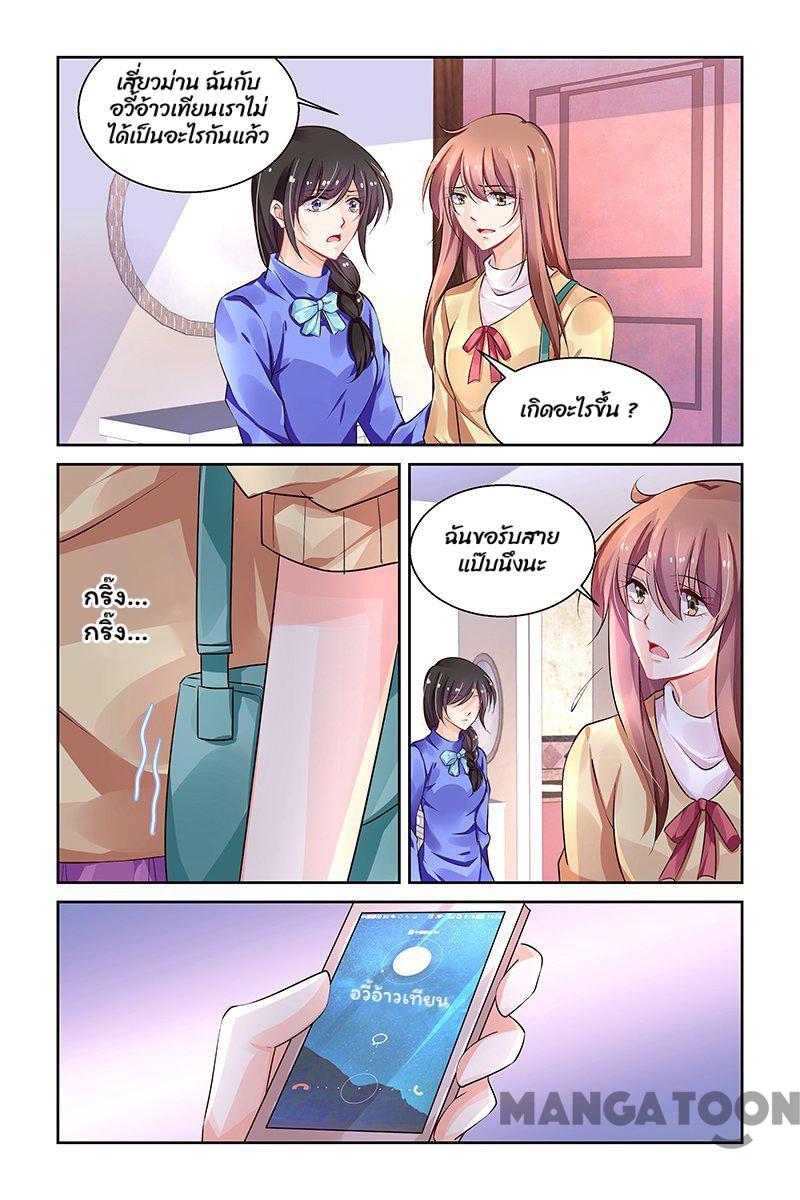 เสี่ยวม่าน ฉันกับ
อวี้อ้าวเทียนเราไม่
ได้เป็นอะไรกันแล้ว
เกิดอะไรขึ้น ?
กริ๊ง...
กริ๊ง...
ฉันขอรับสาย
แป๊บนึงนะ
อวี้อ้าวเทียน
MANGATOON